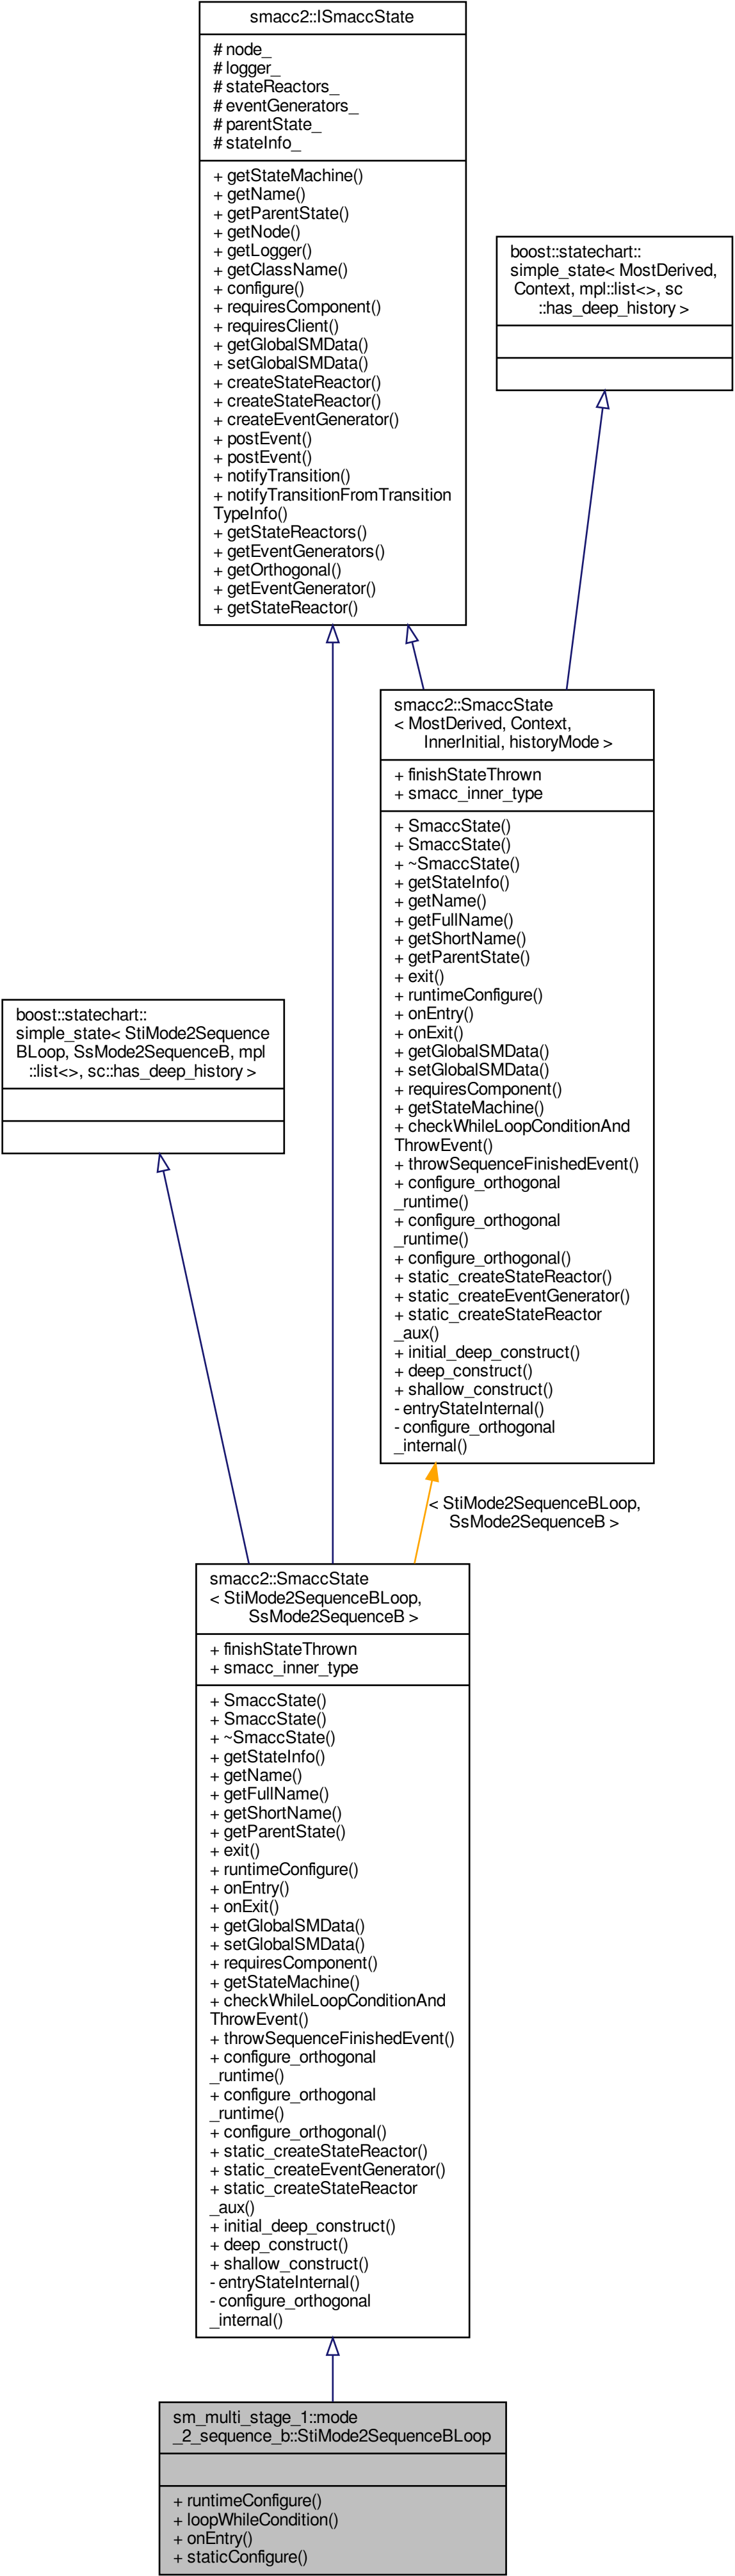 smacc2::ISmaccState
# node_
# logger_
# stateReactors_
# eventGenerators_
# parentState_
# stateInfo_
+ getStateMachine()
+ getName()
+ getParentState()
+ getNode()
+ getLogger()
+ getClassName()
+ configure()
+ requiresComponent()
+ requiresClient()
+ getGlobalSMData()
+ setGlobalSMData()
+ createStateReactor()
+ createStateReactor()
+ createEventGenerator()
+ postEvent()
+ postEvent()
+ notifyTransition()
+ notifyTransitionFromTransition
TypeInfo()
+ getStateReactors()
+ getEventGenerators()
+ getOrthogonal()
+ getEventGenerator()
+ getStateReactor()
boost::statechart::
simple_state< MostDerived,
Context, mpl::list<>, sc
::has_deep_history >
smacc2::SmaccState
< MostDerived, Context,
InnerInitial, historyMode >
+ finishStateThrown
+ smacc_inner_type
+ SmaccState()
+ SmaccState()
+ ~SmaccState()
+ getStateInfo()
+ getName()
+ getFullName()
+ getShortName()
+ getParentState()
+ exit()
+ runtimeConfigure()
+ onEntry()
+ onExit()
+ getGlobalSMData()
+ setGlobalSMData()
+ requiresComponent()
+ getStateMachine()
+ checkWhileLoopConditionAnd
ThrowEvent()
+ throwSequenceFinishedEvent()
+ configure_orthogonal
_runtime()
+ configure_orthogonal
_runtime()
+ configure_orthogonal()
+ static_createStateReactor()
+ static_createEventGenerator()
+ static_createStateReactor
_aux()
+ initial_deep_construct()
+ deep_construct()
+ shallow_construct()
- entryStateInternal()
- configure_orthogonal
_internal()
boost::statechart::
simple_state< StiMode2Sequence
BLoop, SsMode2SequenceB, mpl
::list<>, sc::has_deep_history >
< StiMode2SequenceBLoop,
SsMode2SequenceB >
smacc2::SmaccState
< StiMode2SequenceBLoop,
SsMode2SequenceB >
+ finishStateThrown
+ smacc_inner_type
+ SmaccState()
+ SmaccState()
+ ~SmaccState()
+ getStateInfo()
+ getName()
+ getFullName()
+ getShortName()
+ getParentState()
+ exit()
+ runtimeConfigure()
+ onEntry()
+ onExit()
+ getGlobalSMData()
+ setGlobalSMData()
+ requiresComponent()
+ getStateMachine()
+ checkWhileLoopConditionAnd
ThrowEvent()
+ throwSequenceFinishedEvent()
+ configure_orthogonal
_runtime()
+ configure_orthogonal
_runtime()
+ configure_orthogonal()
+ static_createStateReactor()
+ static_createEventGenerator()
+ static_createStateReactor
_aux()
+ initial_deep_construct()
+ deep_construct()
+ shallow_construct()
- entryStateInternal()
- configure_orthogonal
_internal()
sm_multi_stage_1::mode
_2_sequence_b::StiMode2SequenceBLoop
+ runtimeConfigure()
+ loopWhileCondition()
+ onEntry()
+ staticConfigure()